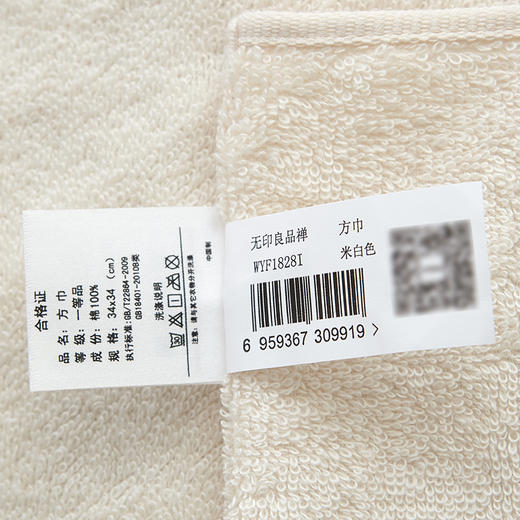 合格证
品名: 方巾
等级: 一等品
成份: 棉100%
规格: 34x34 (cm)
执行标准:GB/T22864-2009
GB18401-2010B类
洗涤说明
注意: 请与其它衣物分开洗涤
中国制
无印良品禅 方巾
WYF1828I 米白色
6 959367 309919 >